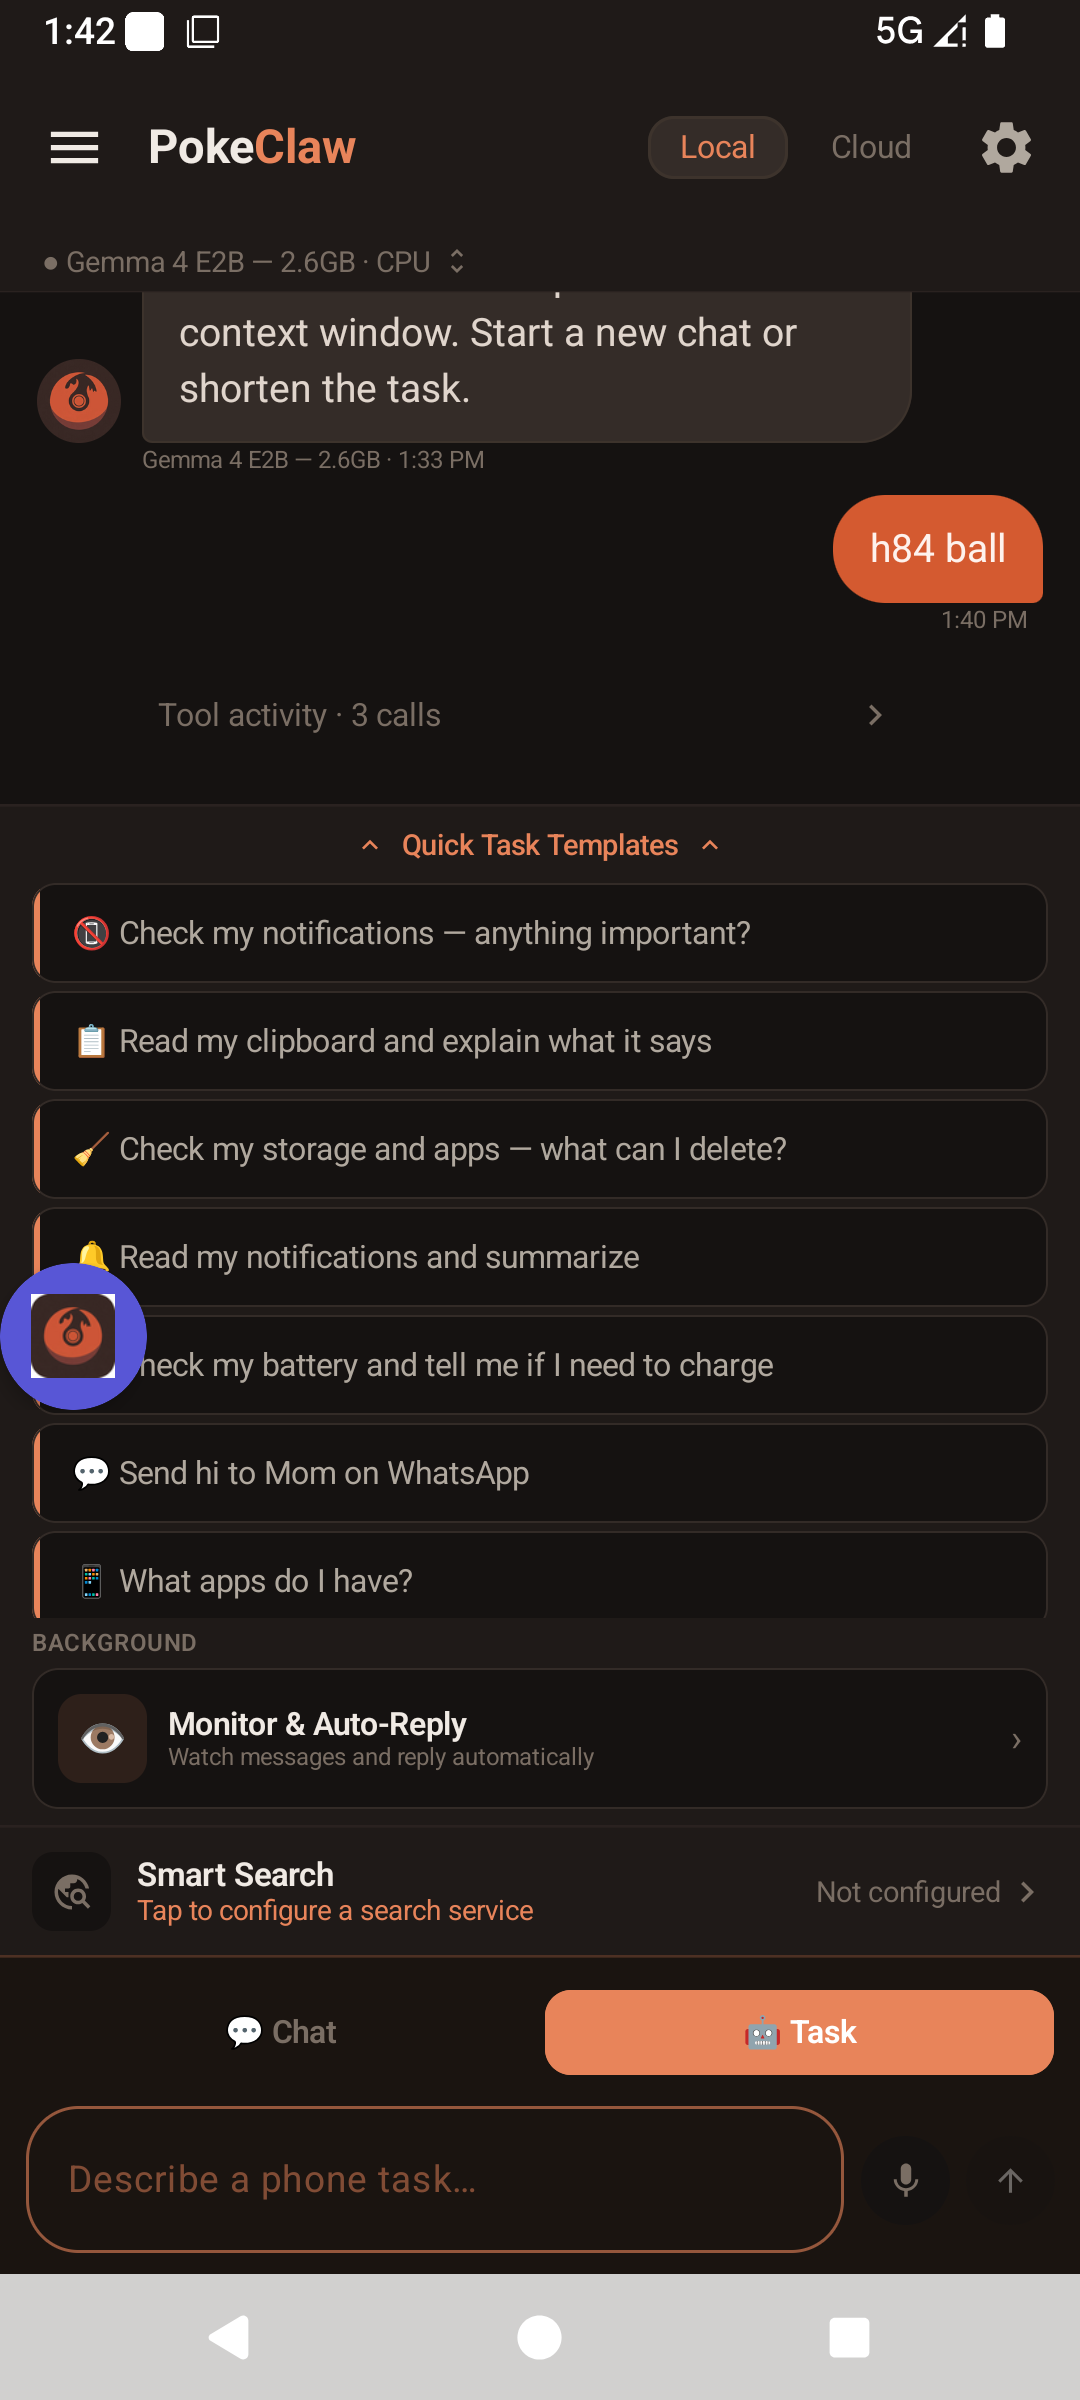 1:42
5G
PokeClaw
Local
Cloud
Gemma 4 E2B — 2.6GB · CPU
context window. Start a new chat or
shorten the task.
Gemma 4 E2B — 2.6GB · 1:33 PM
h84 ball
1:40 PM
Tool activity · 3 calls
Quick Task Templates
Check my notifications — anything important?
Read my clipboard and explain what it says
Check my storage and apps — what can I delete?
Read my notifications and summarize
heck my battery and tell me if I need to charge
Send hi to Mom on WhatsApp
What apps do I have?
BACKGROUND
Monitor & Auto-Reply
Watch messages and reply automatically
Smart Search
Tap to configure a search service
Not configured
Chat
Task
Describe a phone task...